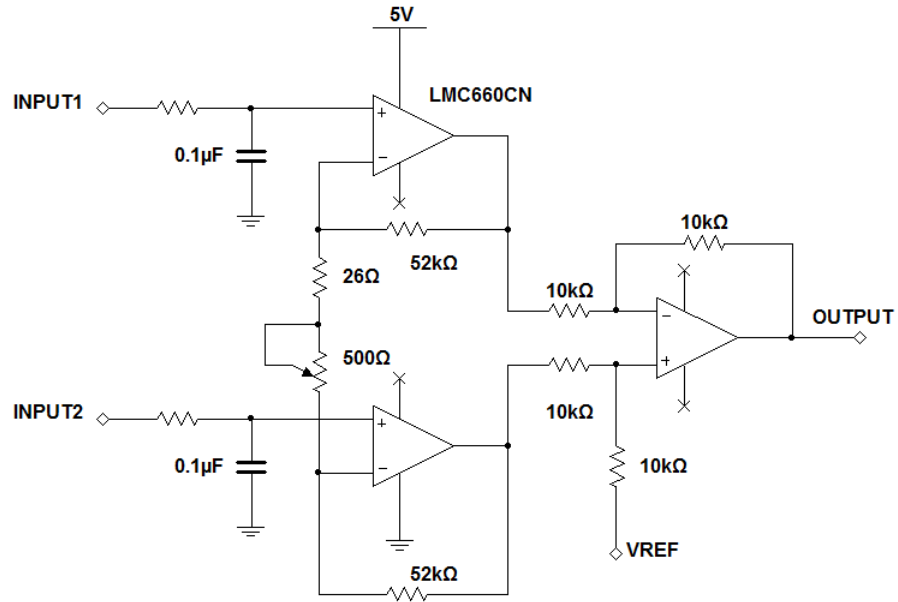 5V
LMC660CN
INPUT1
+
−
0.1µF
52kΩ
26Ω
10kΩ
10kΩ
−
+
OUTPUT
500Ω
INPUT2
+
−
10kΩ
0.1µF
10kΩ
VREF
52kΩ